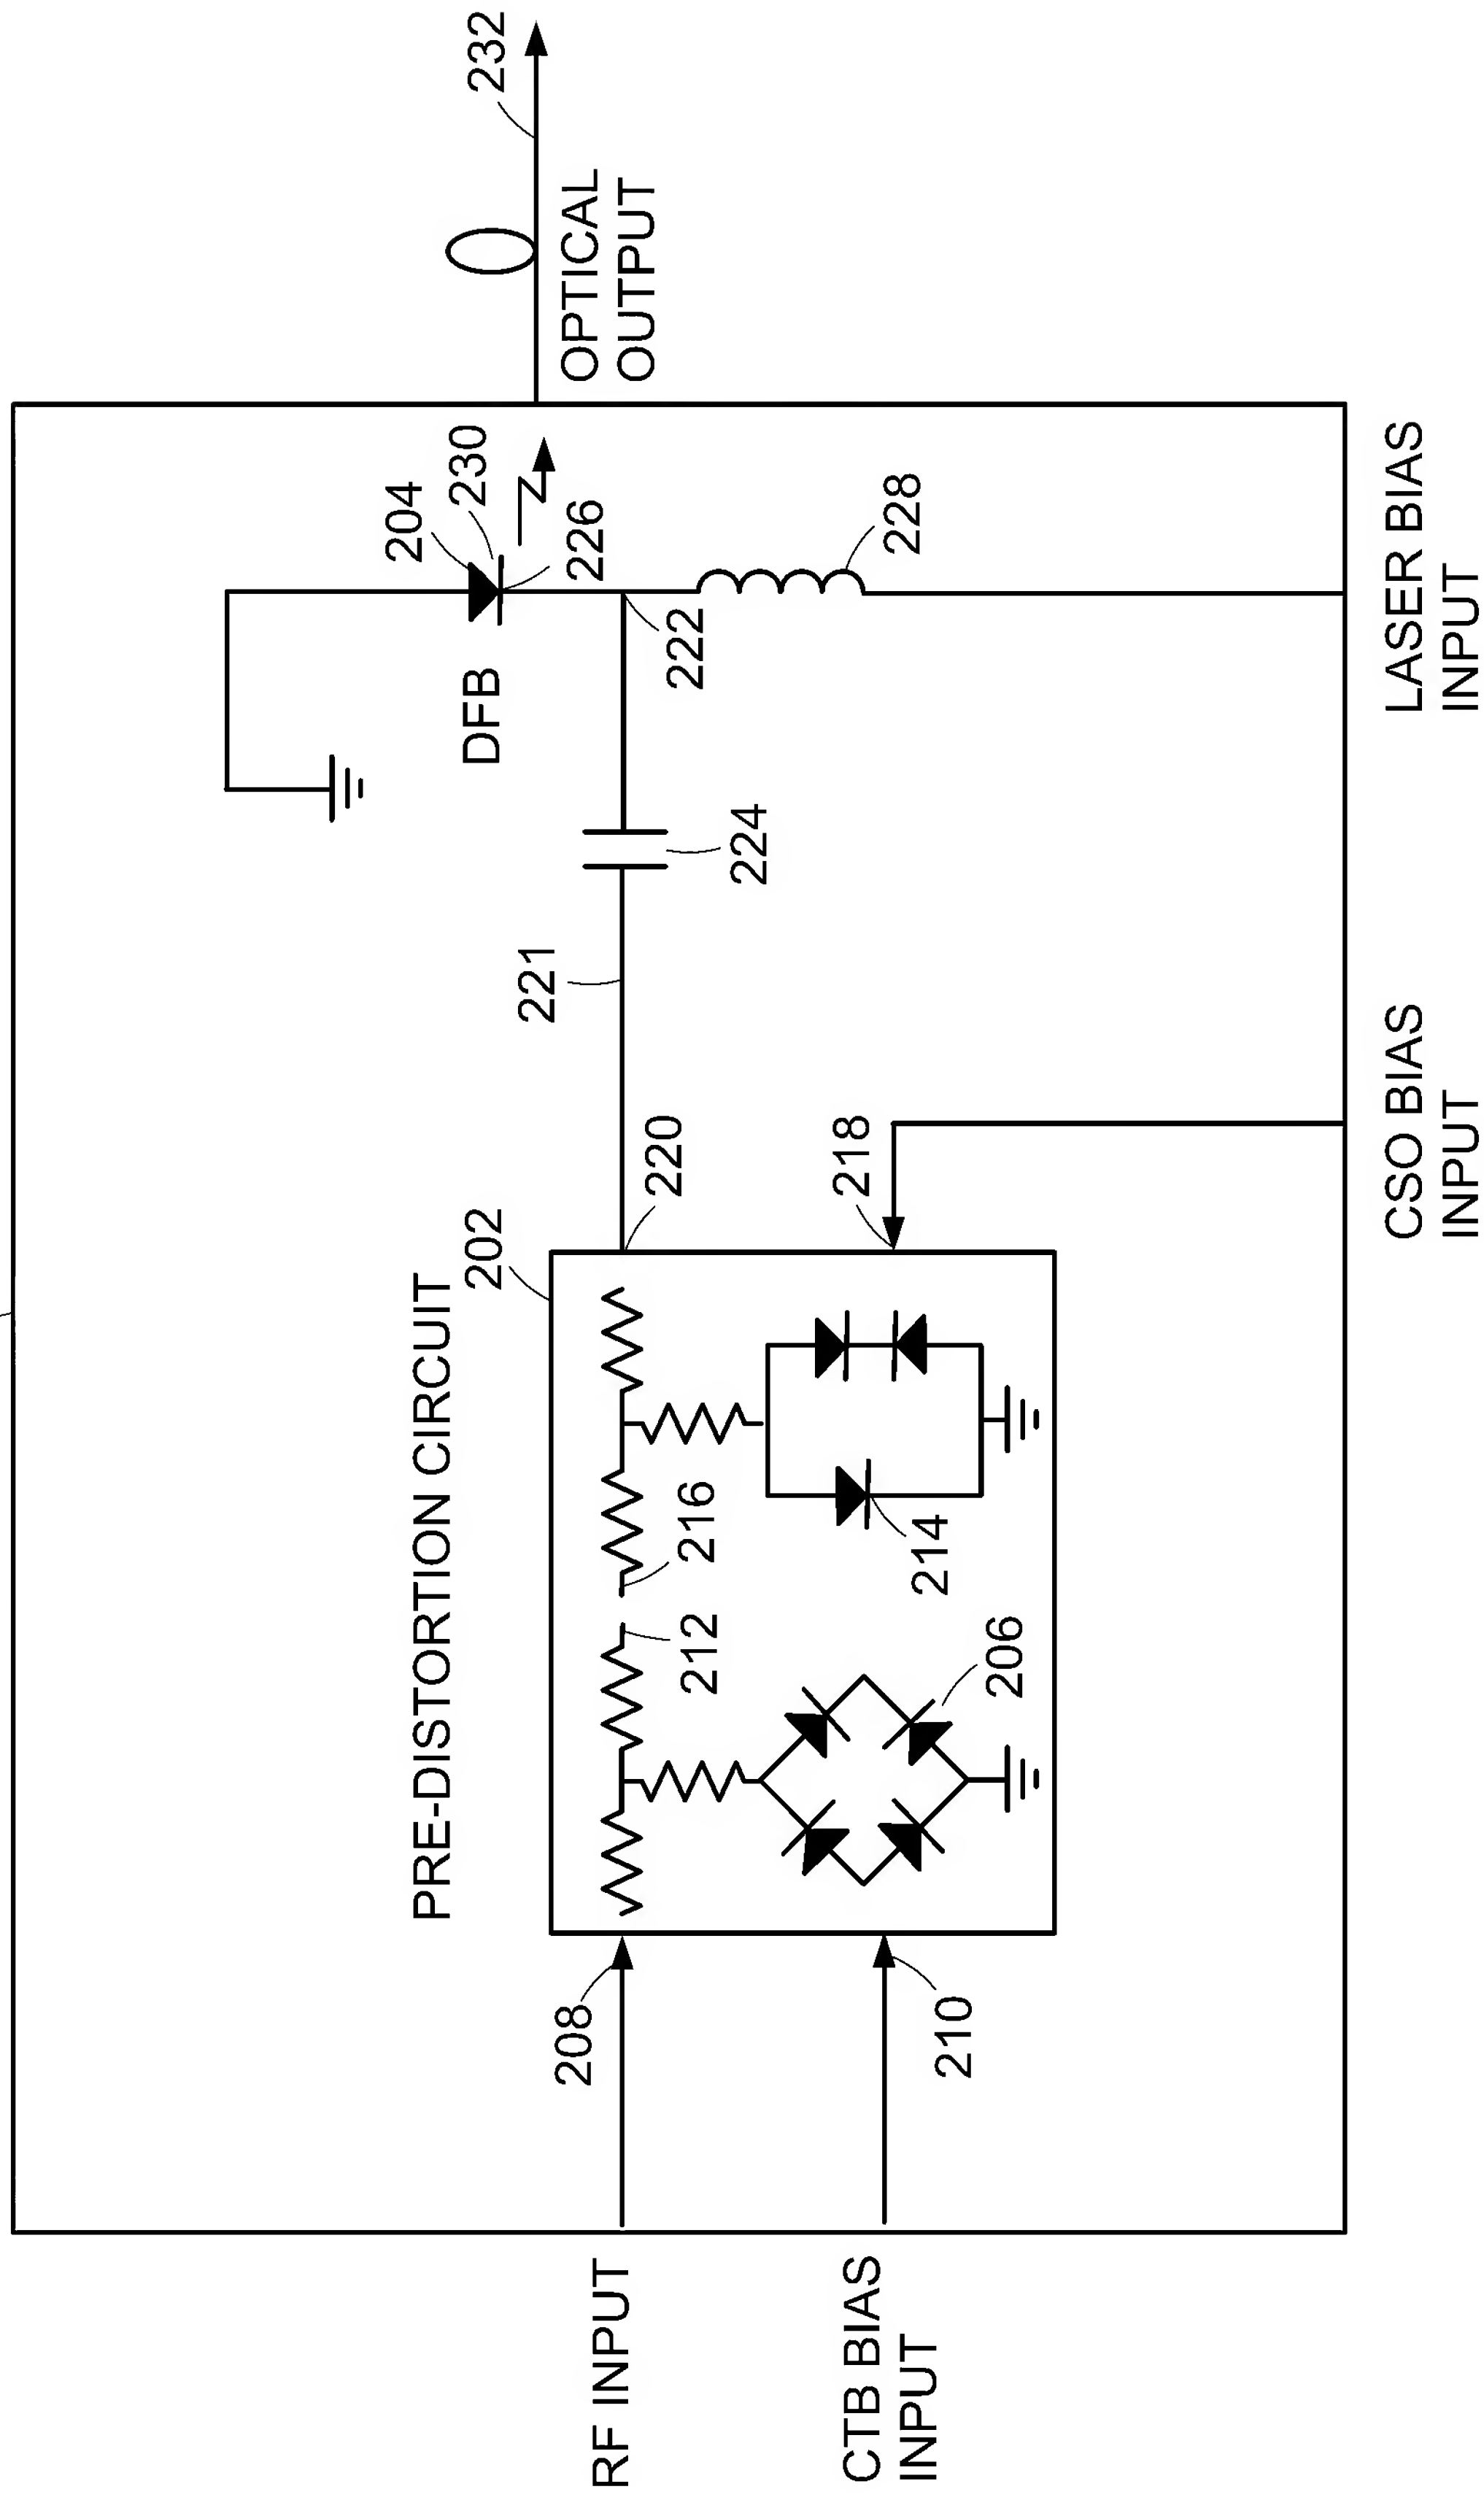 PRE-DISTORTION CIRCUIT
202
204
230
DFB
226
222
228
224
221
220
218
232
OPTICAL
OUTPUT
208
RF INPUT
210
CTB BIAS
INPUT
212
216
206
214
CSO BIAS
INPUT
LASER BIAS
INPUT